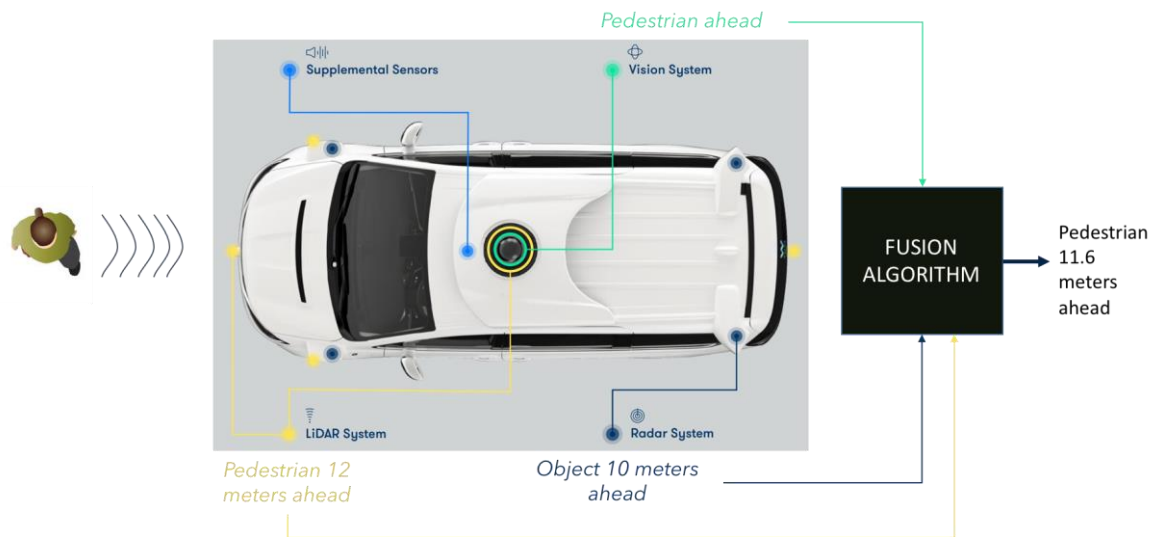 Pedestrian ahead
Supplemental Sensors
Vision System
FUSION
ALGORITHM
Pedestrian
11.6
meters
ahead
LiDAR System
Radar System
Pedestrian 12
meters ahead
Object 10 meters
ahead